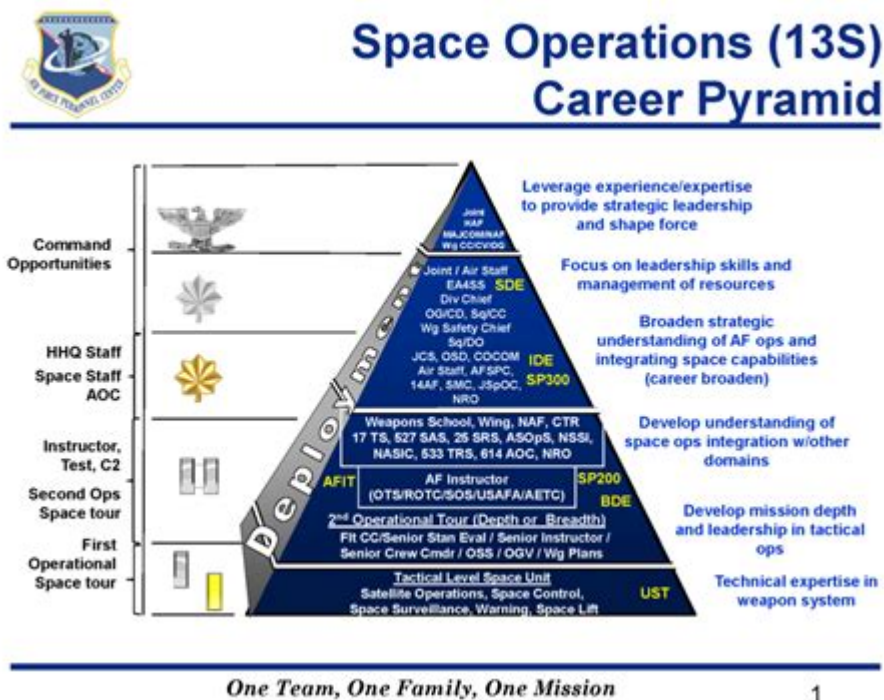 AIR FORCE PERSONNEL CENTER
Space Operations (13S)
Career Pyramid
Command
Opportunities
HHQ Staff
Space Staff
AOC
Instructor,
Test, C2
Second Ops
Space tour
First
Operational
Space tour
Deployment
Joint
HAF
MAJCOM/NAF
Wg CC/CV/OG
Joint / Air Staff
EA4SS
SDE
Div Chief
OG/CD, Sq/CC
Wg Safety Chief
Sq/DO
JCS, OSD, COCOM
Air Staff, AFSPC,
14AF, SMC, JSpOC,
NRO
IDE
SP300
Weapons School, Wing, NAF, CTR
17 TS, 527 SAS, 25 SRS, ASOpS, NSSI,
NASIC, 533 TRS, 614 AOC, NRO
AFIT
AF Instructor
(OTS/ROTC/SOS/USAFA/AETC)
SP200
BDE
2nd Operational Tour (Depth or Breadth)
Flt CC/Senior Stan Eval / Senior Instructor /
Senior Crew Cmdr / OSS / OGV / Wg Plans
Tactical Level Space Unit
Satellite Operations, Space Control,
Space Surveillance, Warning, Space Lift
UST
Leverage experience/expertise
to provide strategic leadership
and shape force
Focus on leadership skills and
management of resources
Broaden strategic
understanding of AF ops and
integrating space capabilities
(career broaden)
Develop understanding of
space ops integration w/other
domains
Develop mission depth
and leadership in tactical
ops
Technical expertise in
weapon system
One Team, One Family, One Mission
1